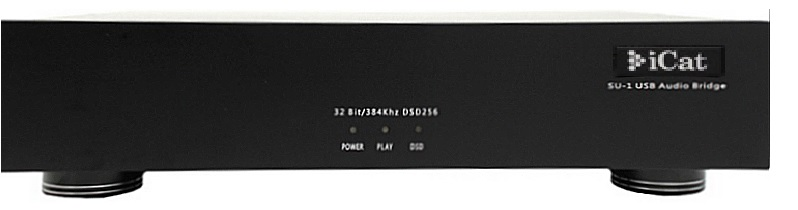 iCat
SU-1 USB Audio Bridge
32 Bit/384Khz DSD256
POWER PLAY DSD